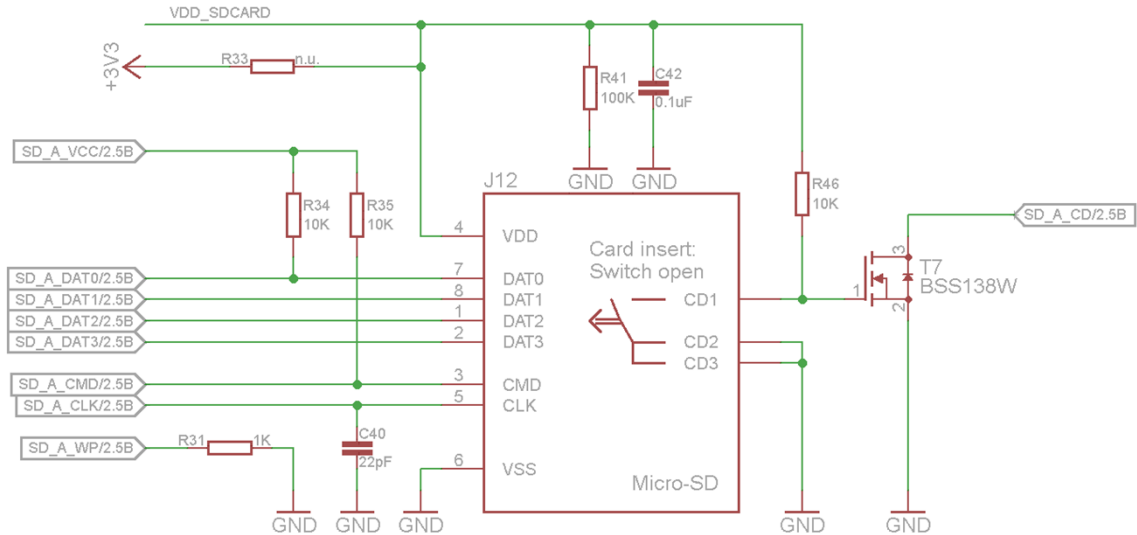 VDD_SDCARD
+3V3
R33
n.u.
R41
100K
C42
0.1uF
GND
GND
SD_A_VCC/2.5B
R34
10K
R35
10K
J12
R46
10K
SD_A_CD/2.5B
4
VDD
Card insert:
Switch open
3
T7
BSS138W
1
2
SD_A_DAT0/2.5B
7
DAT0
SD_A_DAT1/2.5B
8
DAT1
CD1
SD_A_DAT2/2.5B
1
DAT2
SD_A_DAT3/2.5B
2
DAT3
CD2
CD3
SD_A_CMD/2.5B
3
CMD
SD_A_CLK/2.5B
5
CLK
SD_A_WP/2.5B
R31
1K
C40
22pF
6
VSS
Micro-SD
GND
GND
GND
GND
GND